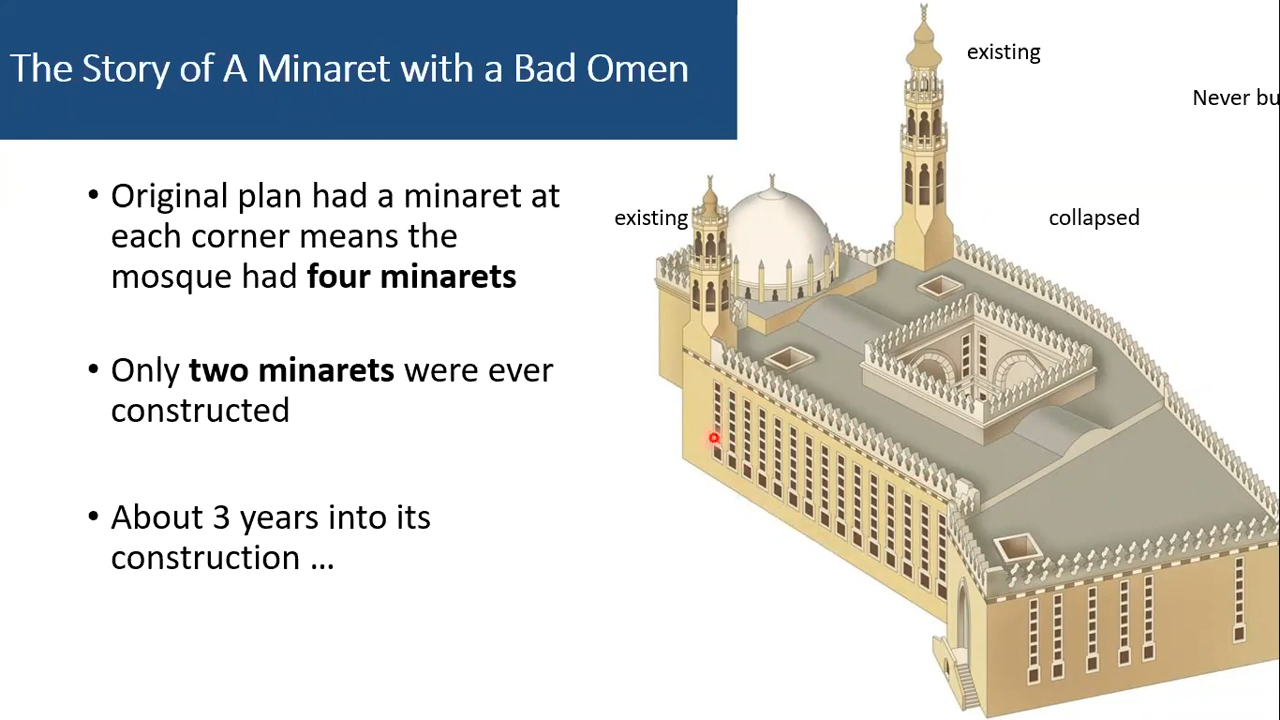 The Story of A Minaret with a Bad Omen
existing
Never bu
• Original plan had a minaret at
each corner means the
mosque had four minarets
existing
collapsed
• Only two minarets were ever
constructed
• About 3 years into its
construction ...